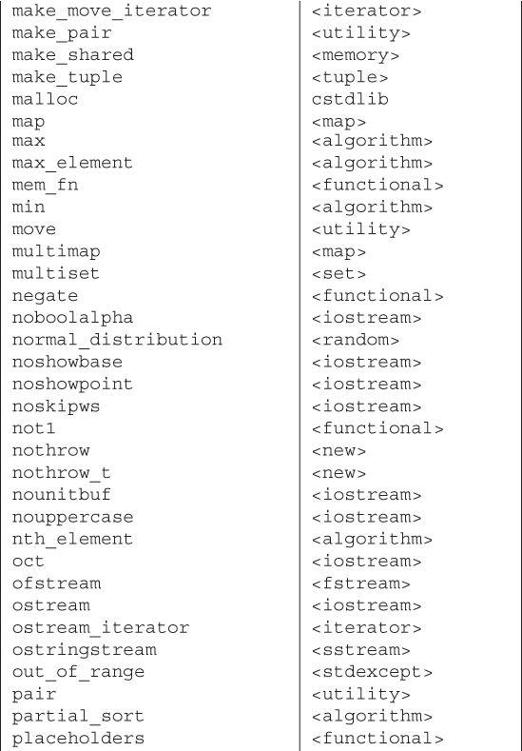 make_move_iterator <iterator>
make_pair <utility>
make_shared <memory>
make_tuple <tuple>
malloc cstdlib
map <map>
max <algorithm>
max_element <algorithm>
mem_fn <functional>
min <algorithm>
move <utility>
multimap <map>
multiset <set>
negate <functional>
noboolalpha <iostream>
normal_distribution <random>
noshowbase <iostream>
noshowpoint <iostream>
noskipws <iostream>
not1 <functional>
nothrow <new>
nothrow_t <new>
nounitbuf <iostream>
nouppercase <iostream>
nth_element <algorithm>
oct <iostream>
ofstream <fstream>
ostream <iostream>
ostream_iterator <iterator>
ostringstream <sstream>
out_of_range <stdexcept>
pair <utility>
partial_sort <algorithm>
placeholders <functional>